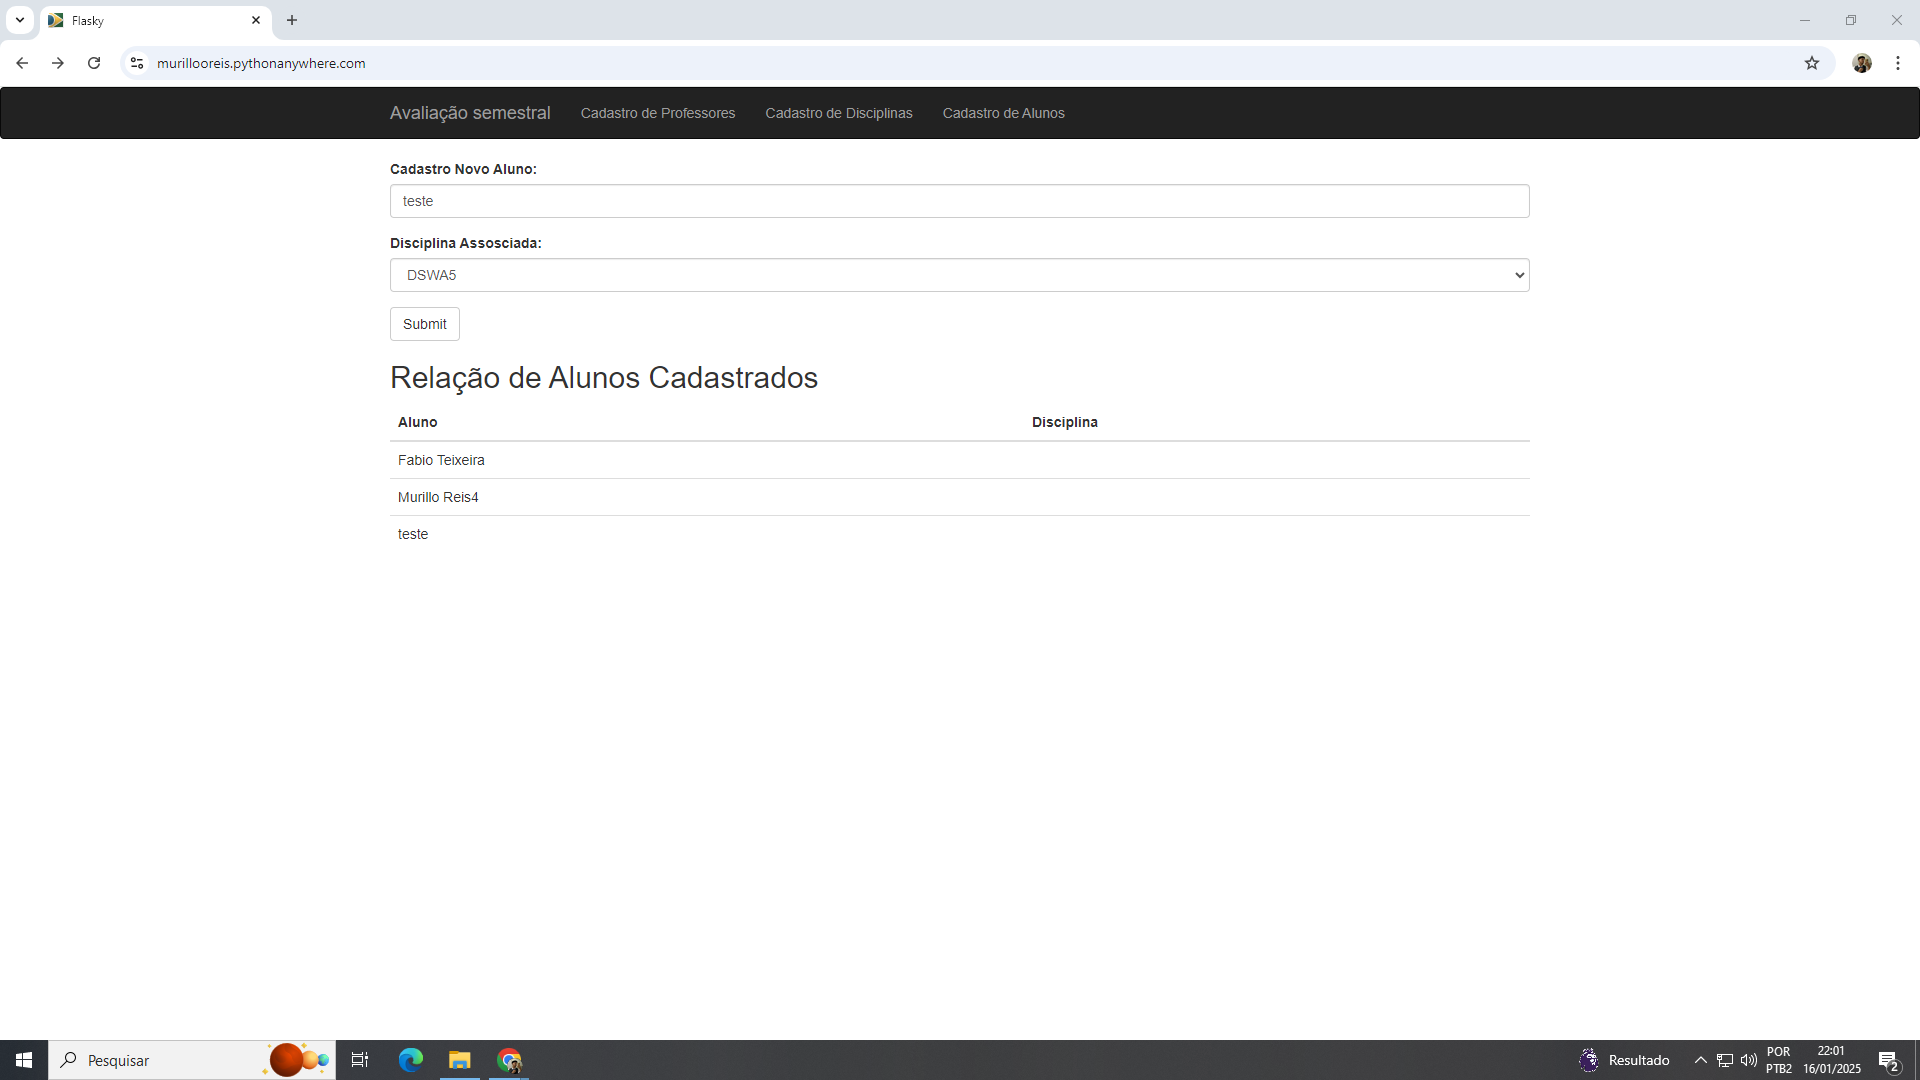 Flasky
murillooreis.pythonanywhere.com
Avaliação semestral Cadastro de Professores Cadastro de Disciplinas Cadastro de Alunos
Cadastro Novo Aluno:
teste
Disciplina Assosciada:
DSWA5
Submit
Relação de Alunos Cadastrados
Aluno Disciplina
Fabio Teixeira
Murillo Reis4
teste
Pesquisar
Resultado
POR
PTB2
22:01
16/01/2025
2